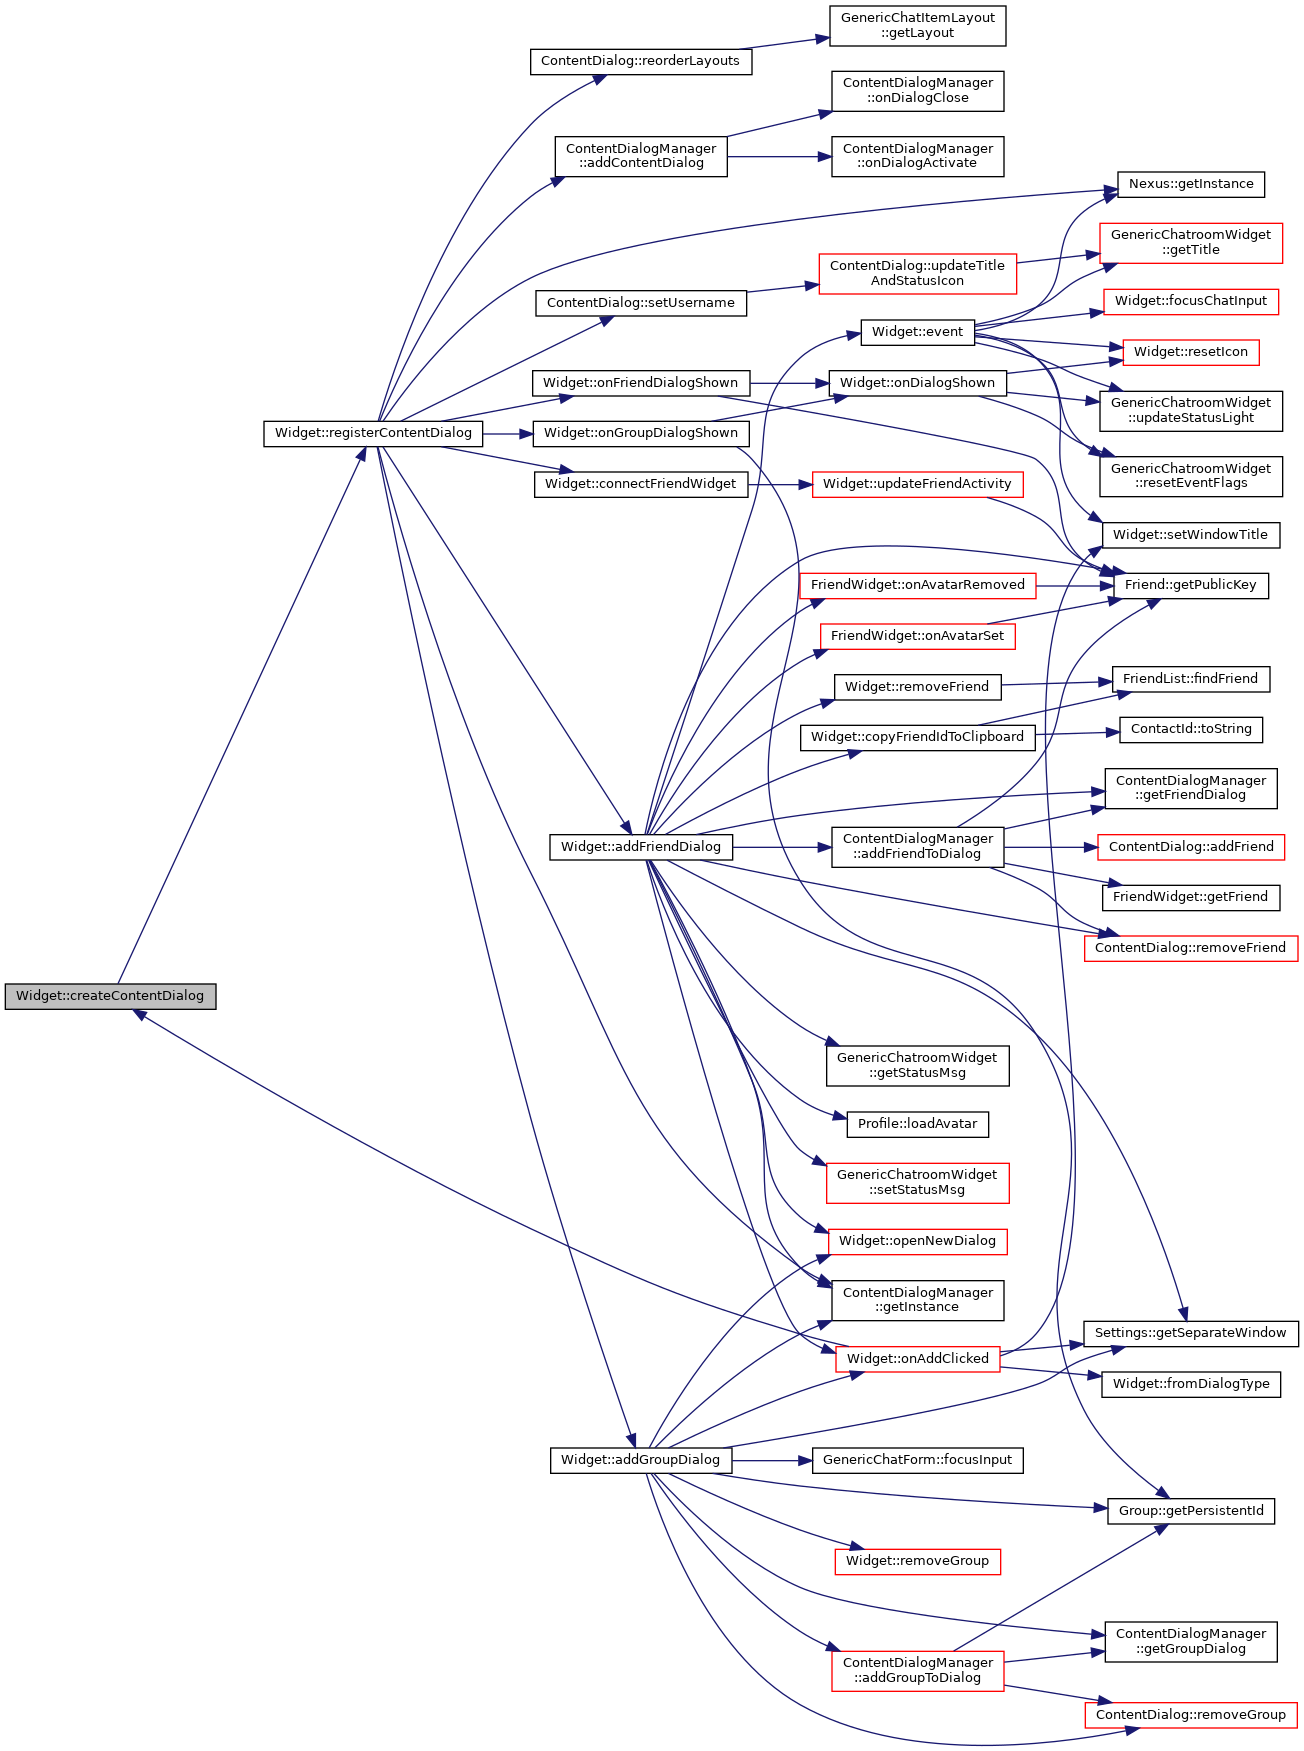 GenericChatItemLayout
::getLayout
ContentDialog::reorderLayouts
ContentDialogManager
::onDialogClose
ContentDialogManager
::addContentDialog
ContentDialogManager
::onDialogActivate
Nexus::getInstance
GenericChatroomWidget
::getTitle
ContentDialog::updateTitle
AndStatusIcon
ContentDialog::setUsername
Widget::focusChatInput
Widget::event
Widget::resetIcon
Widget::onFriendDialogShown
Widget::onDialogShown
GenericChatroomWidget
::updateStatusLight
Widget::registerContentDialog
Widget::onGroupDialogShown
GenericChatroomWidget
::resetEventFlags
Widget::connectFriendWidget
Widget::updateFriendActivity
Widget::setWindowTitle
FriendWidget::onAvatarRemoved
Friend::getPublicKey
FriendWidget::onAvatarSet
Widget::removeFriend
FriendList::findFriend
Widget::copyFriendIdToClipboard
ContactId::toString
ContentDialogManager
::getFriendDialog
Widget::addFriendDialog
ContentDialogManager
::addFriendToDialog
ContentDialog::addFriend
FriendWidget::getFriend
ContentDialog::removeFriend
Widget::createContentDialog
GenericChatroomWidget
::getStatusMsg
Profile::loadAvatar
GenericChatroomWidget
::setStatusMsg
Widget::openNewDialog
ContentDialogManager
::getInstance
Settings::getSeparateWindow
Widget::onAddClicked
Widget::fromDialogType
Widget::addGroupDialog
GenericChatForm::focusInput
Group::getPersistentId
Widget::removeGroup
ContentDialogManager
::getGroupDialog
ContentDialogManager
::addGroupToDialog
ContentDialog::removeGroup